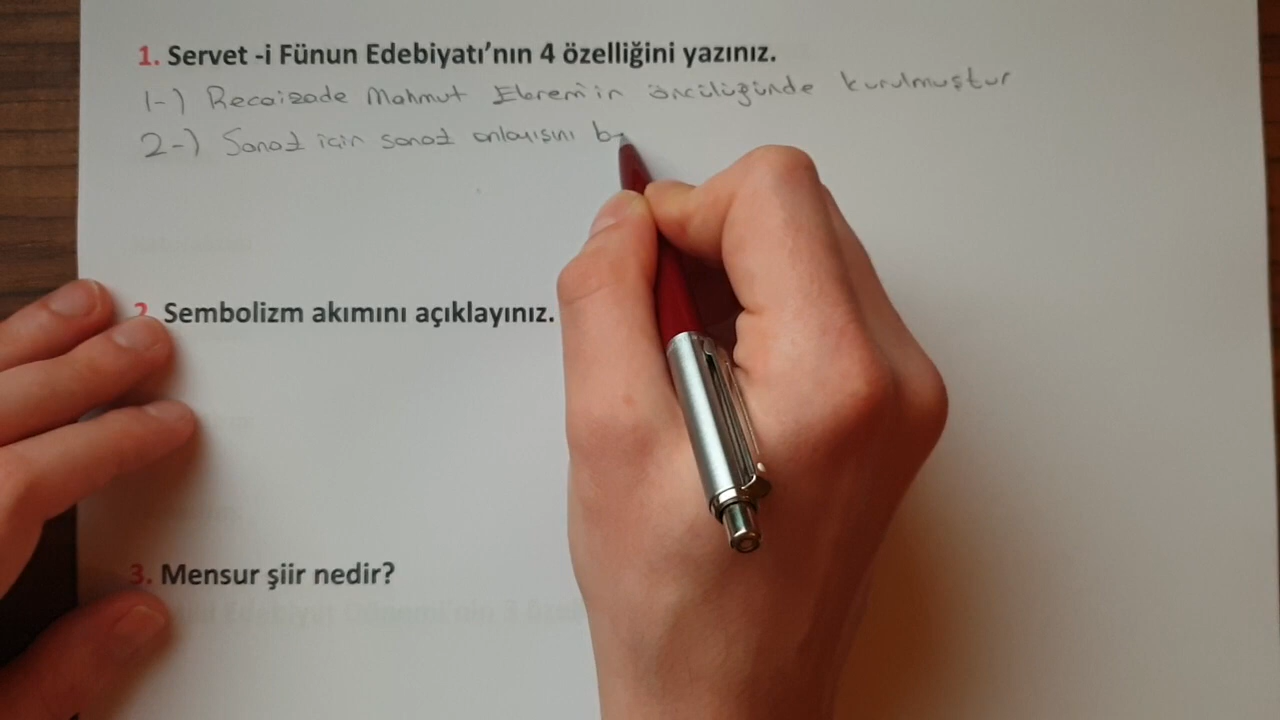 1. Servet -i Fünun Edebiyatı'nın 4 özelliğini yazınız.
1-) Recaizade Mahmut Ekrem'in öncülüğünde kurulmuştur
2-) Sanat için sanat anlayışını
2. Sembolizm akımını açıklayınız.
3. Mensur şiir nedir?